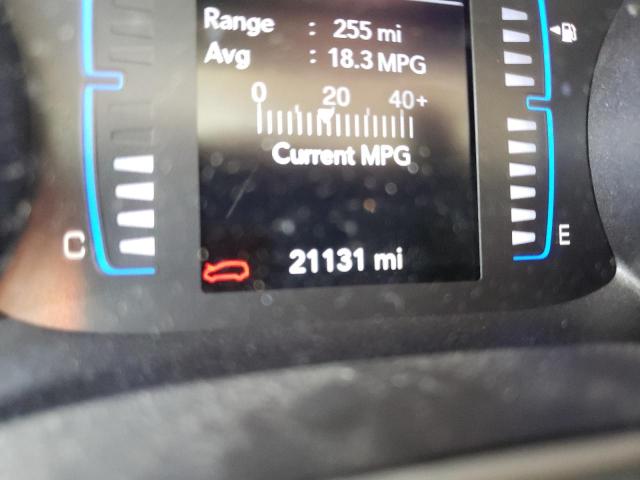 Range : 255 mi
Avg : 18.3 MPG
0 20 40+
Current MPG
C E
21131 mi